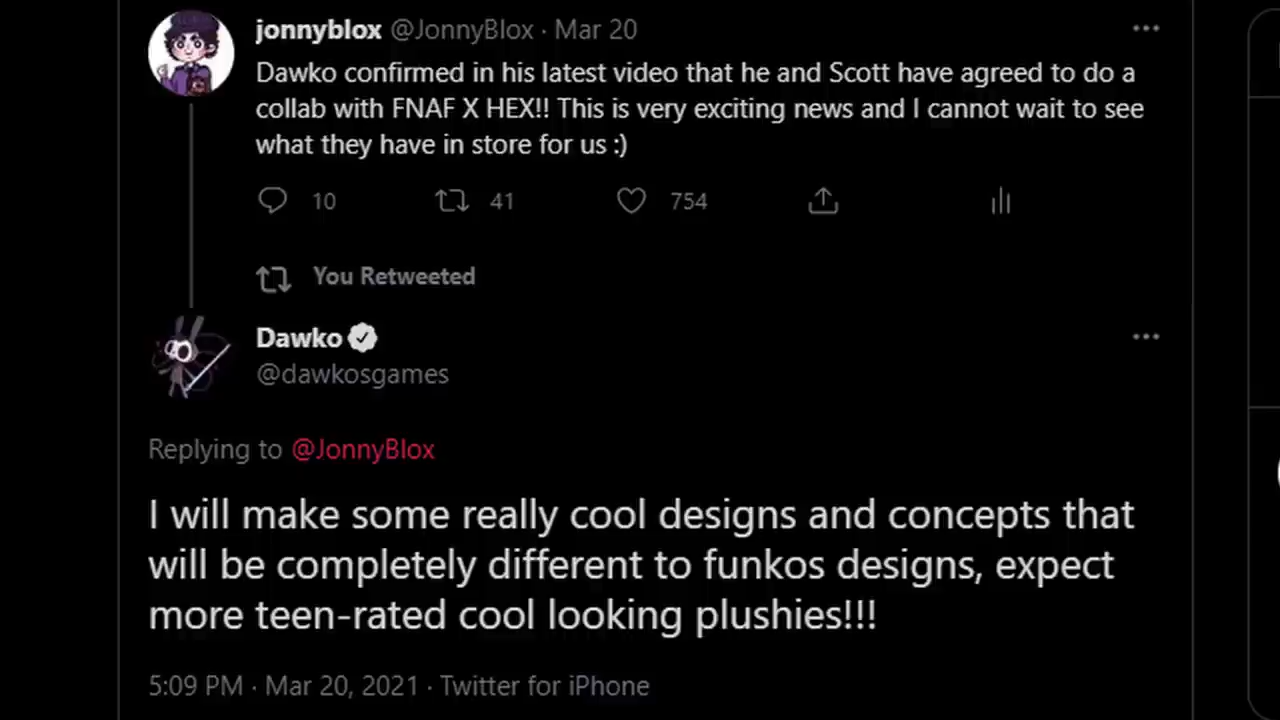 jonnyblox @JonnyBlox · Mar 20
Dawko confirmed in his latest video that he and Scott have agreed to do a
collab with FNAF X HEX!! This is very exciting news and I cannot wait to see
what they have in store for us :)
10 41 754
You Retweeted
Dawko
@dawkosgames
Replying to @JonnyBlox
I will make some really cool designs and concepts that
will be completely different to funkos designs, expect
more teen-rated cool looking plushies!!!
5:09 PM · Mar 20, 2021 · Twitter for iPhone